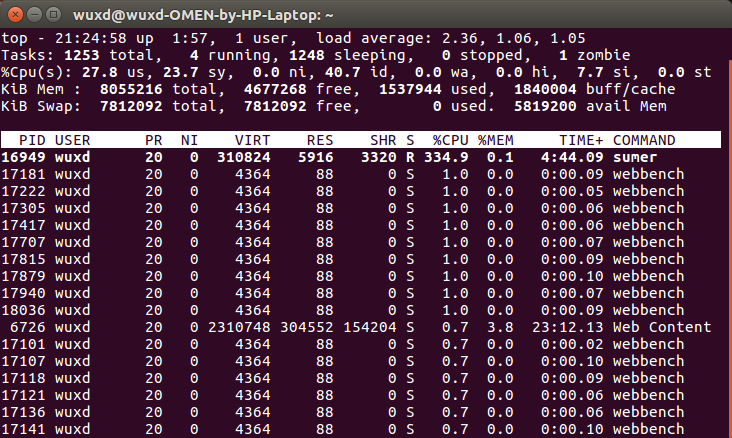 wuxd@wuxd-OMEN-by-HP-Laptop: ~
top - 21:24:58 up  1:57,  1 user,  load average: 2.36, 1.06, 1.05
Tasks: 1253 total,   4 running, 1248 sleeping,   0 stopped,   1 zombie
%Cpu(s): 27.8 us, 23.7 sy,  0.0 ni, 40.7 id,  0.0 wa,  0.0 hi,  7.7 si,  0.0 st
KiB Mem :  8055216 total,  4677268 free,  1537944 used,  1840004 buff/cache
KiB Swap:  7812092 total,  7812092 free,        0 used.  5819200 avail Mem
  PID USER      PR  NI    VIRT    RES    SHR S  %CPU %MEM     TIME+ COMMAND
16949 wuxd      20   0  310824   5916   3320 R 334.9  0.1   4:44.09 sumer
17181 wuxd      20   0    4364     88      0 S   1.0  0.0   0:00.09 webbench
17222 wuxd      20   0    4364     88      0 S   1.0  0.0   0:00.05 webbench
17305 wuxd      20   0    4364     88      0 S   1.0  0.0   0:00.06 webbench
17417 wuxd      20   0    4364     88      0 S   1.0  0.0   0:00.06 webbench
17707 wuxd      20   0    4364     88      0 S   1.0  0.0   0:00.07 webbench
17815 wuxd      20   0    4364     88      0 S   1.0  0.0   0:00.09 webbench
17879 wuxd      20   0    4364     88      0 S   1.0  0.0   0:00.10 webbench
17940 wuxd      20   0    4364     88      0 S   1.0  0.0   0:00.07 webbench
18036 wuxd      20   0    4364     88      0 S   1.0  0.0   0:00.09 webbench
 6726 wuxd      20   0 2310748 304552 154204 S   0.7  3.8  23:12.13 Web Content
17101 wuxd      20   0    4364     88      0 S   0.7  0.0   0:00.02 webbench
17107 wuxd      20   0    4364     88      0 S   0.7  0.0   0:00.10 webbench
17118 wuxd      20   0    4364     88      0 S   0.7  0.0   0:00.09 webbench
17121 wuxd      20   0    4364     88      0 S   0.7  0.0   0:00.06 webbench
17136 wuxd      20   0    4364     88      0 S   0.7  0.0   0:00.06 webbench
17141 wuxd      20   0    4364     88      0 S   0.7  0.0   0:00.10 webbench